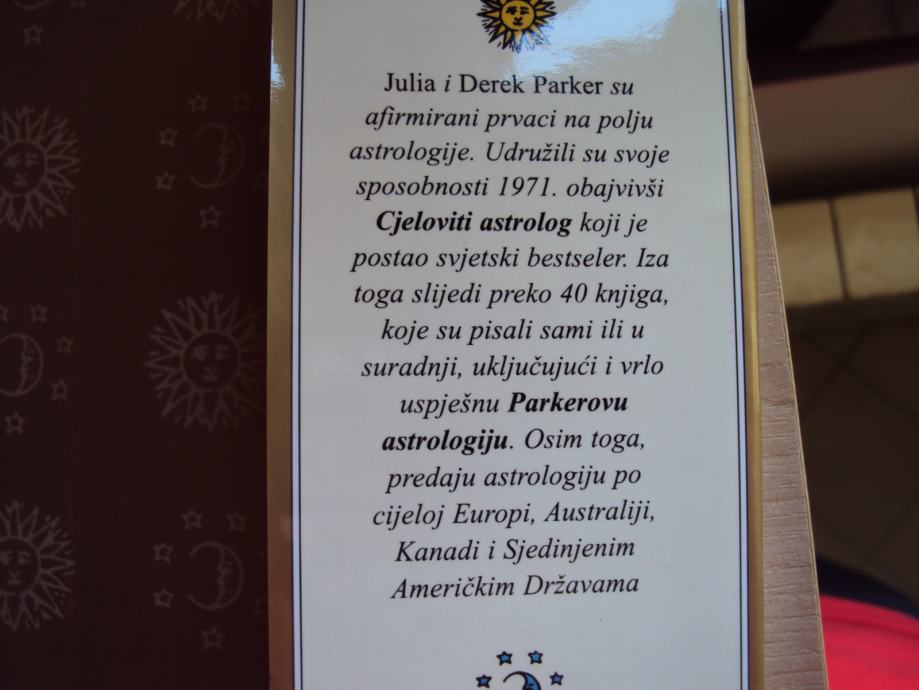 Julia i Derek Parker su
afirmirani prvaci na polju
astrologije. Udružili su svoje
sposobnosti 1971. obajvivši
Cjeloviti astrolog koji je
postao svjetski bestseler. Iza
toga slijedi preko 40 knjiga,
koje su pisali sami ili u
suradnji, uključujući i vrlo
uspješnu Parkerovu
astrologiju. Osim toga,
predaju astrologiju po
cijeloj Europi, Australiji,
Kanadi i Sjedinjenim
Američkim Državama